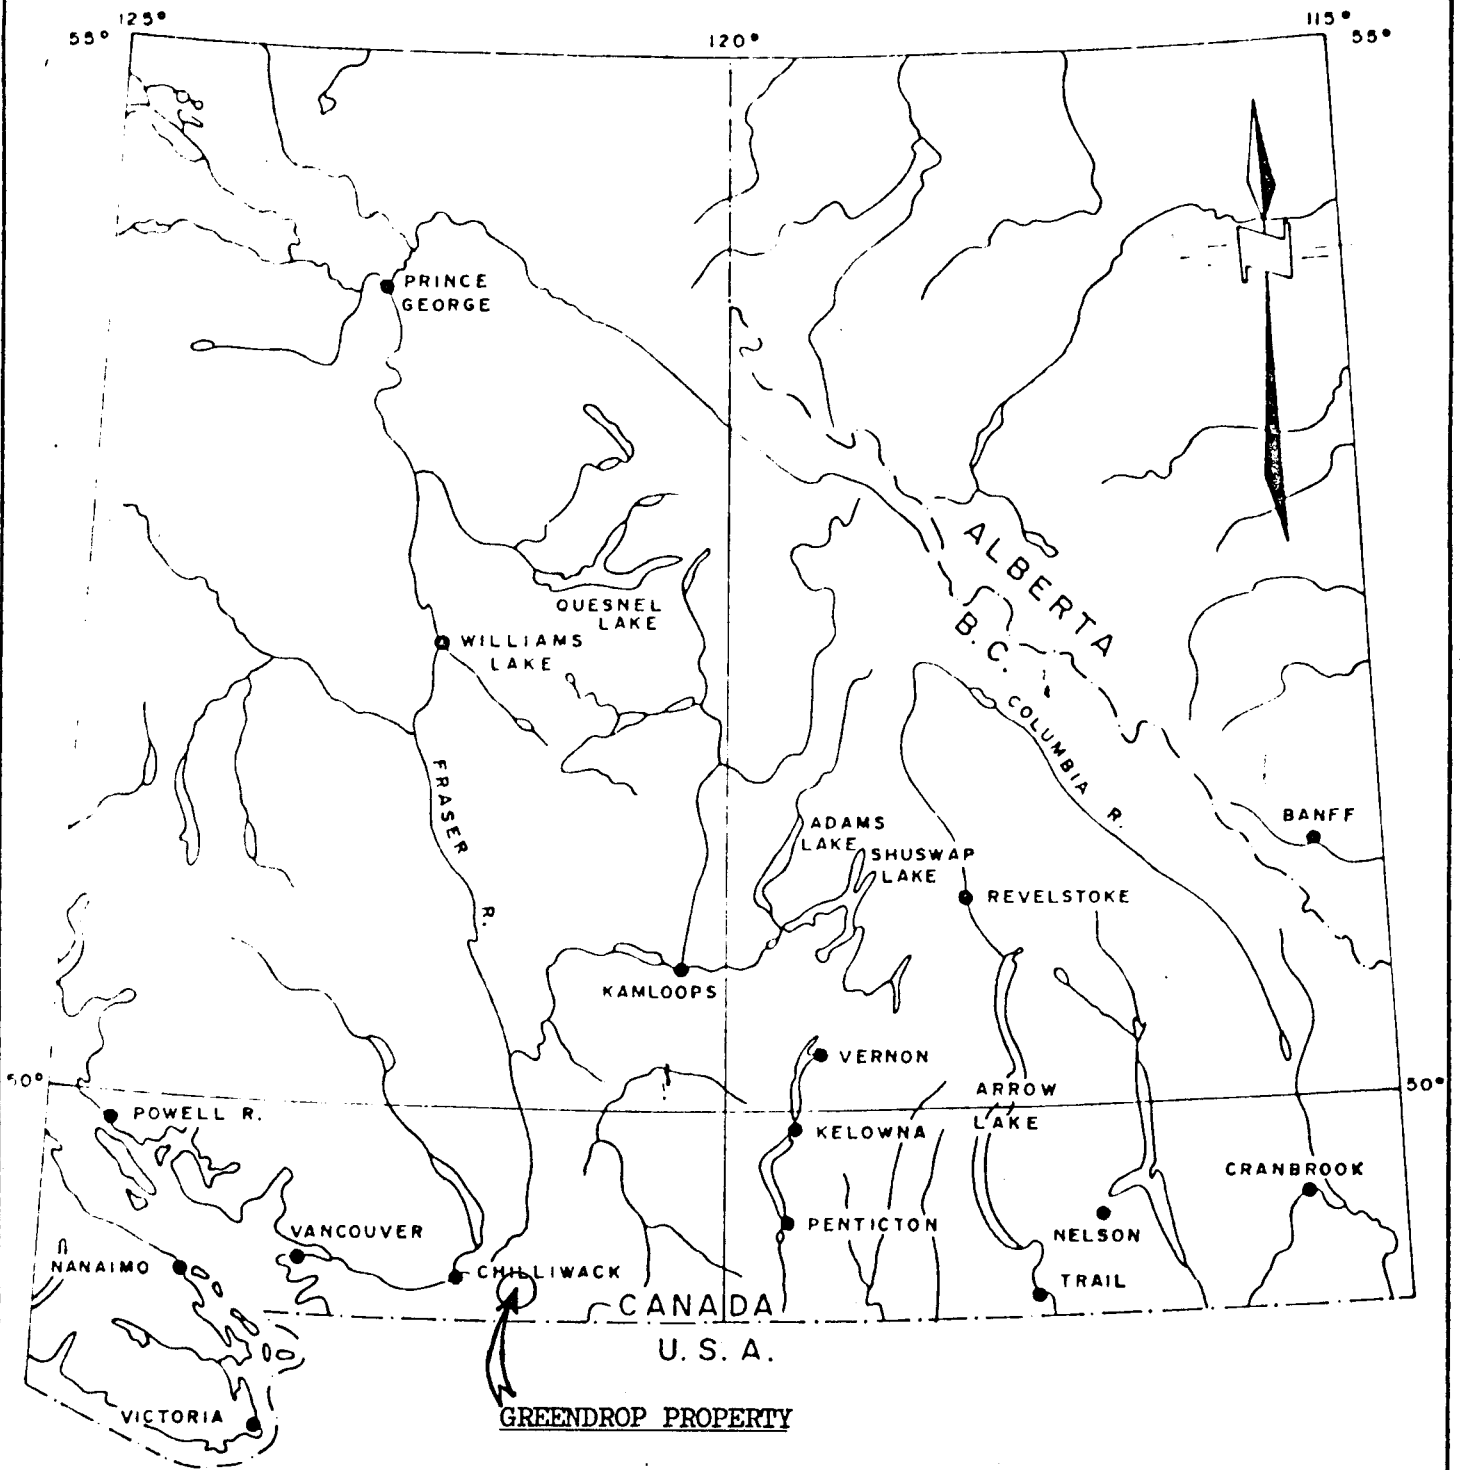 125°
115°
55°
120°
55°
PRINCE
GEORGE
ALBERTA
B.C.
QUESNEL
LAKE
WILLIAMS
LAKE
COLUMBIA R.
FRASER R.
BANFF
ADAMS
LAKE
SHUSWAP
LAKE
REVELSTOKE
KAMLOOPS
VERNON
50°
50°
ARROW
LAKE
POWELL R.
KELOWNA
CRANBROOK
VANCOUVER
PENTICTON
NELSON
NANAIMO
CHILLIWACK
TRAIL
CANADA
U.S.A.
VICTORIA
GREENDROP PROPERTY